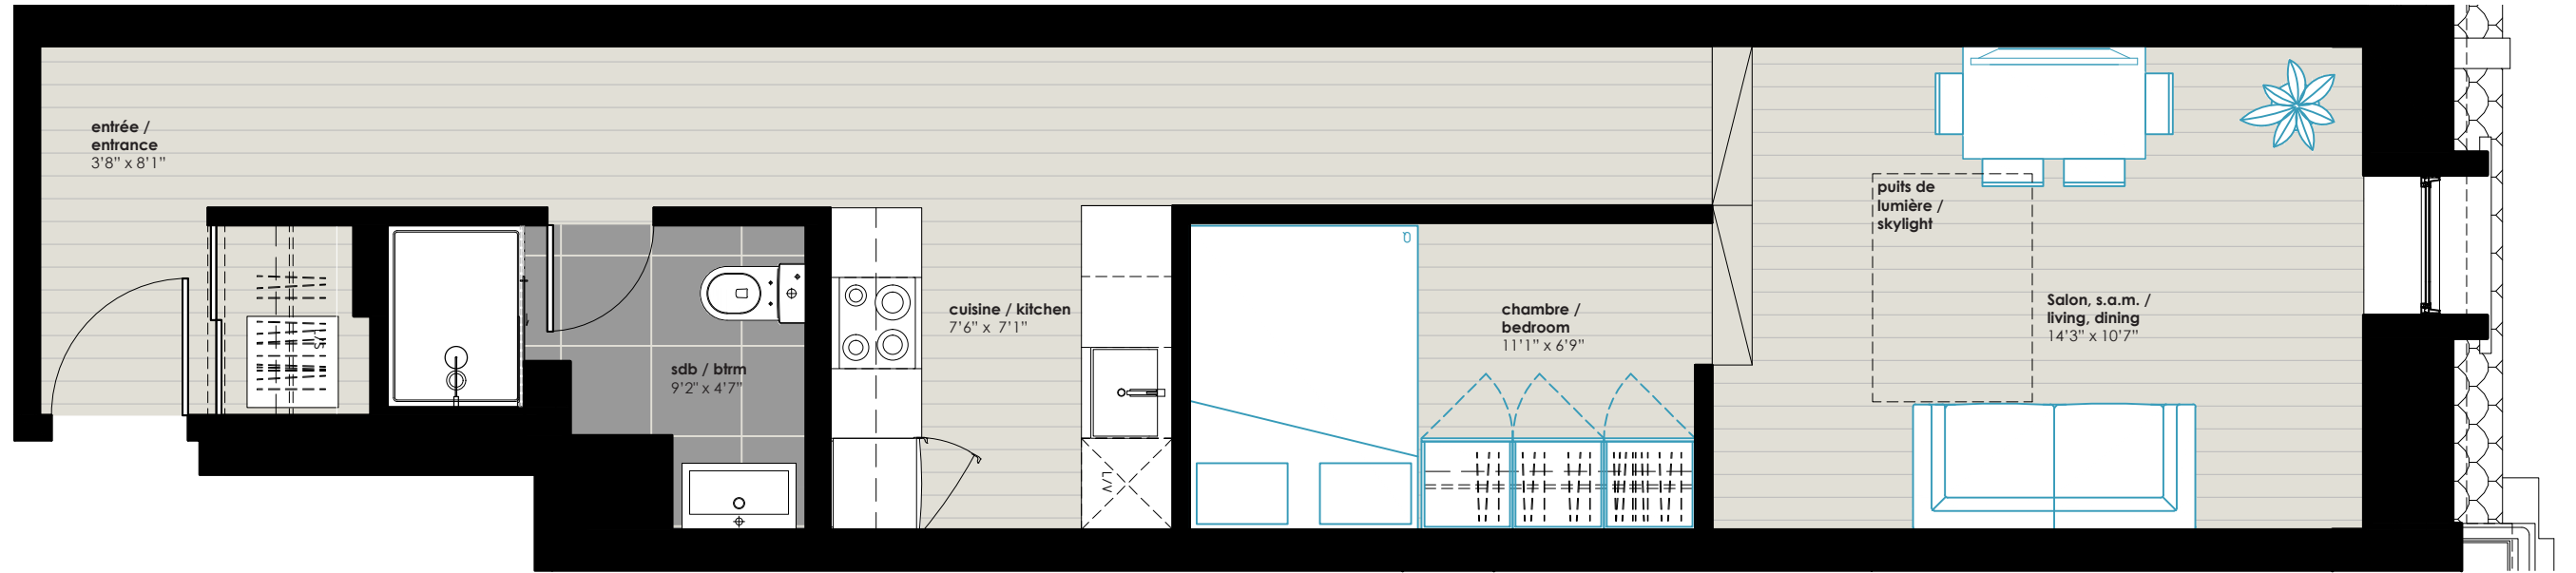 entrée /
entrance
3'8" x 8'1"
sdb / btrm
9'2" x 4'7"
cuisine / kitchen
7'6" x 7'1"
L/V
chambre /
bedroom
11'1" x 6'9"
puits de
lumière /
skylight
Salon, s.a.m. /
living, dining
14'3" x 10'7"